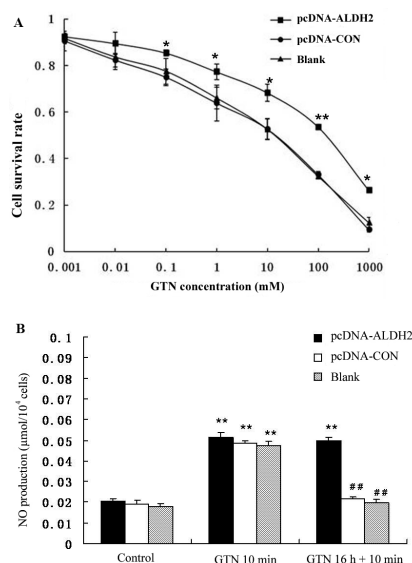 A
pcDNA-ALDH2
pcDNA-CON
Blank
Cell survival rate
1
0.8
0.6
0.4
0.2
0
* * * ** *
0.001 0.01 0.1 1 10 100 1000
GTN concentration (mM)
B
pcDNA-ALDH2
pcDNA-CON
Blank
NO production (μmol/10⁴ cells)
0.1
0.09
0.08
0.07
0.06
0.05
0.04
0.03
0.02
0.01
0
** ** ** ** ## ##
Control GTN 10 min GTN 16 h + 10 min